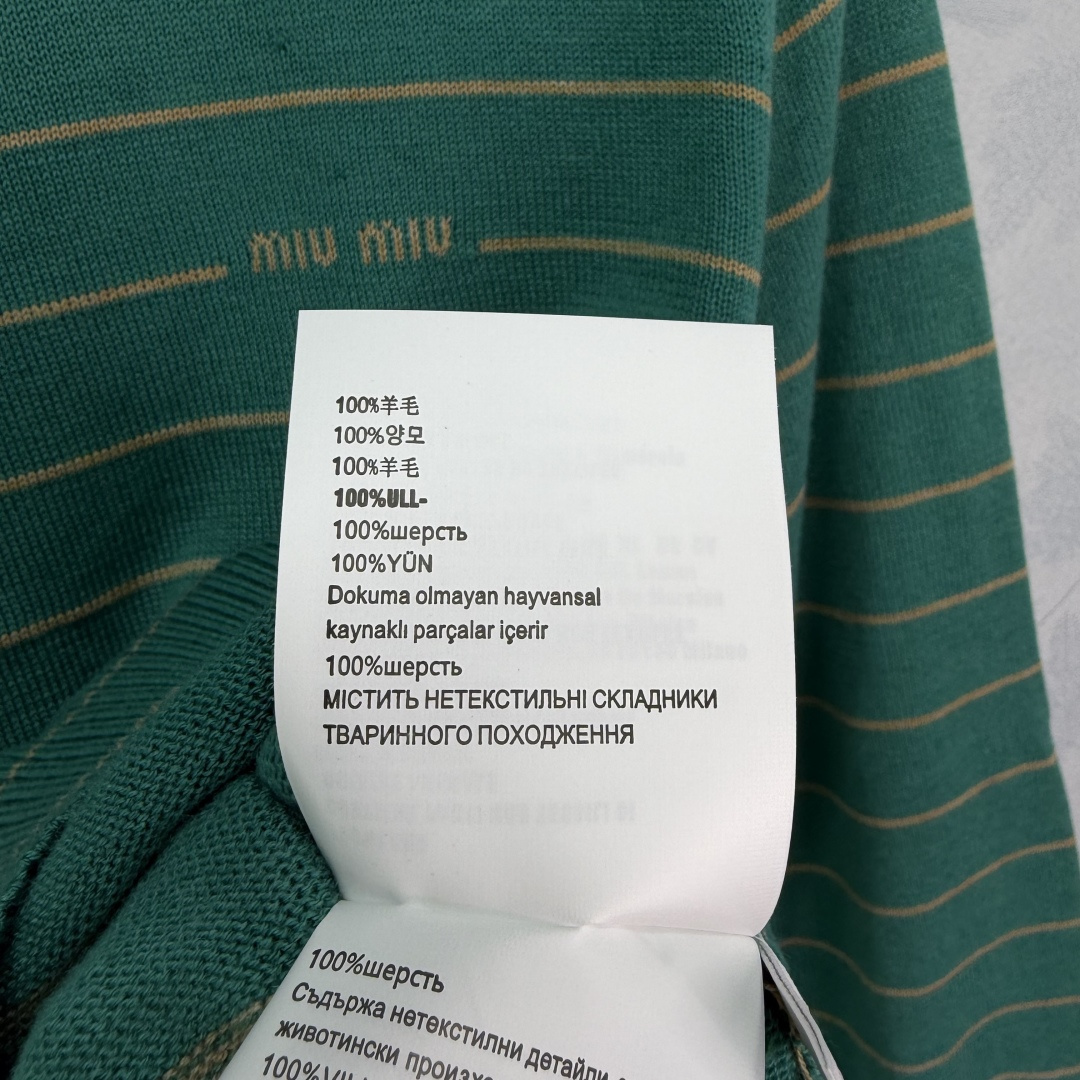 miu miu
100%羊毛
100%양모
100%羊毛
100%ULL-
100%шерсть
100%YÜN
Dokuma olmayan hayvansal
kaynaklı parçalar içerir
100%шерсть
МІСТИТЬ НЕТЕКСТИЛЬНІ СКЛАДНИКИ
ТВАРИННОГО ПОХОДЖЕННЯ
100%шерсть
Съдържа нетекстилни детайли
животински